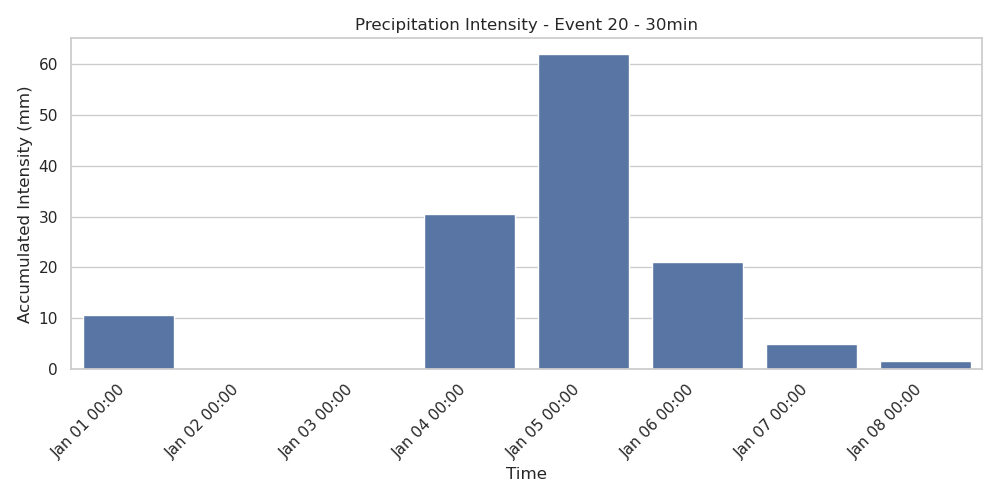 Precipitation Intensity - Event 20 - 30min
Accumulated Intensity (mm)
60
50
40
30
20
10
0
Jan 01 00:00
Jan 02 00:00
Jan 03 00:00
Jan 04 00:00
Jan 05 00:00
Jan 06 00:00
Jan 07 00:00
Jan 08 00:00
Time